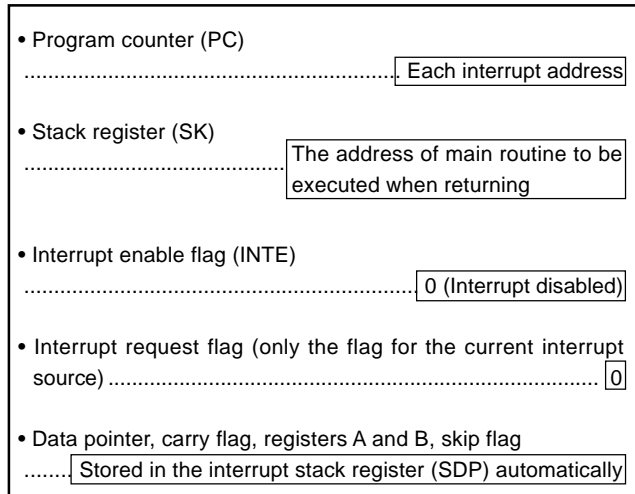 • Program counter (PC)
............................................................... Each interrupt address
• Stack register (SK)
............................................ The address of main routine to be
executed when returning
• Interrupt enable flag (INTE)
.................................................................. 0 (Interrupt disabled)
• Interrupt request flag (only the flag for the current interrupt
source) .................................................................................. 0
• Data pointer, carry flag, registers A and B, skip flag
........ Stored in the interrupt stack register (SDP) automatically